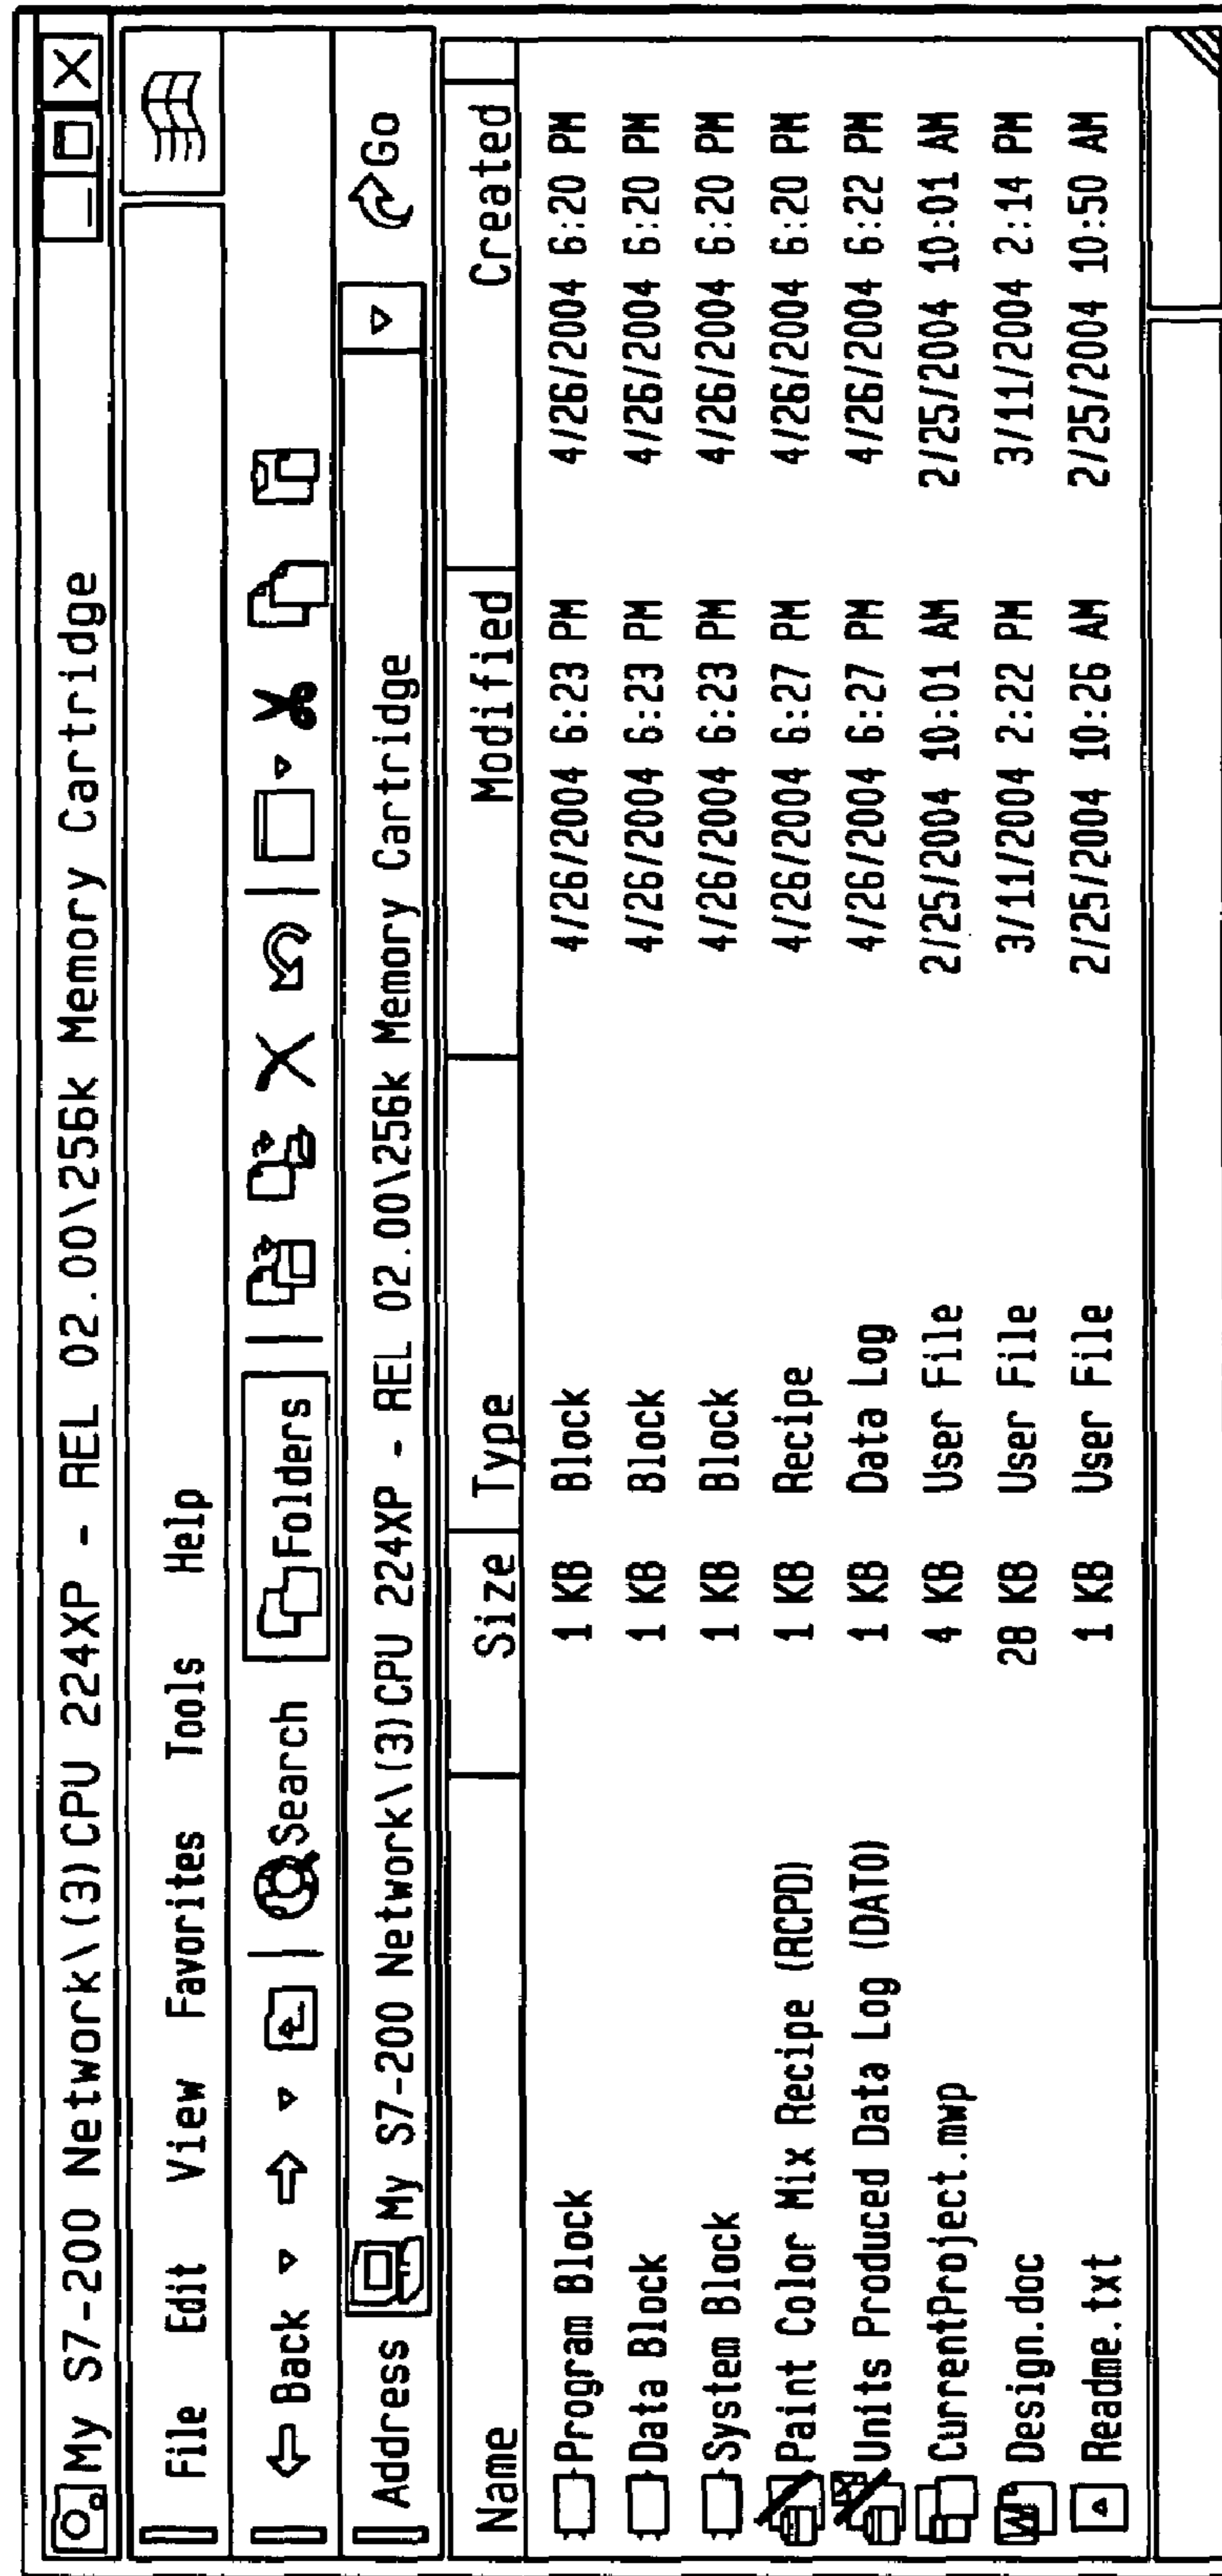 My S7-200 Network\(3)CPU 224XP - REL 02.00\256k Memory Cartridge
File Edit View Favorites Tools Help
Back Search Folders
Address My S7-200 Network\(3)CPU 224XP - REL 02.00\256k Memory Cartridge Go
Name Size Type Modified Created
Program Block 1 KB Block 4/26/2004 6:23 PM 4/26/2004 6:20 PM
Data Block 1 KB Block 4/26/2004 6:23 PM 4/26/2004 6:20 PM
System Block 1 KB Block 4/26/2004 6:23 PM 4/26/2004 6:20 PM
Paint Color Mix Recipe (RCPD) 1 KB Recipe 4/26/2004 6:27 PM 4/26/2004 6:20 PM
Units Produced Data Log (DAT0) 1 KB Data Log 4/26/2004 6:27 PM 4/26/2004 6:22 PM
CurrentProject.mwp 4 KB User File 2/25/2004 10:01 AM 2/25/2004 10:01 AM
Design.doc 28 KB User File 3/11/2004 2:22 PM 3/11/2004 2:14 PM
Readme.txt 1 KB User File 2/25/2004 10:26 AM 2/25/2004 10:50 AM